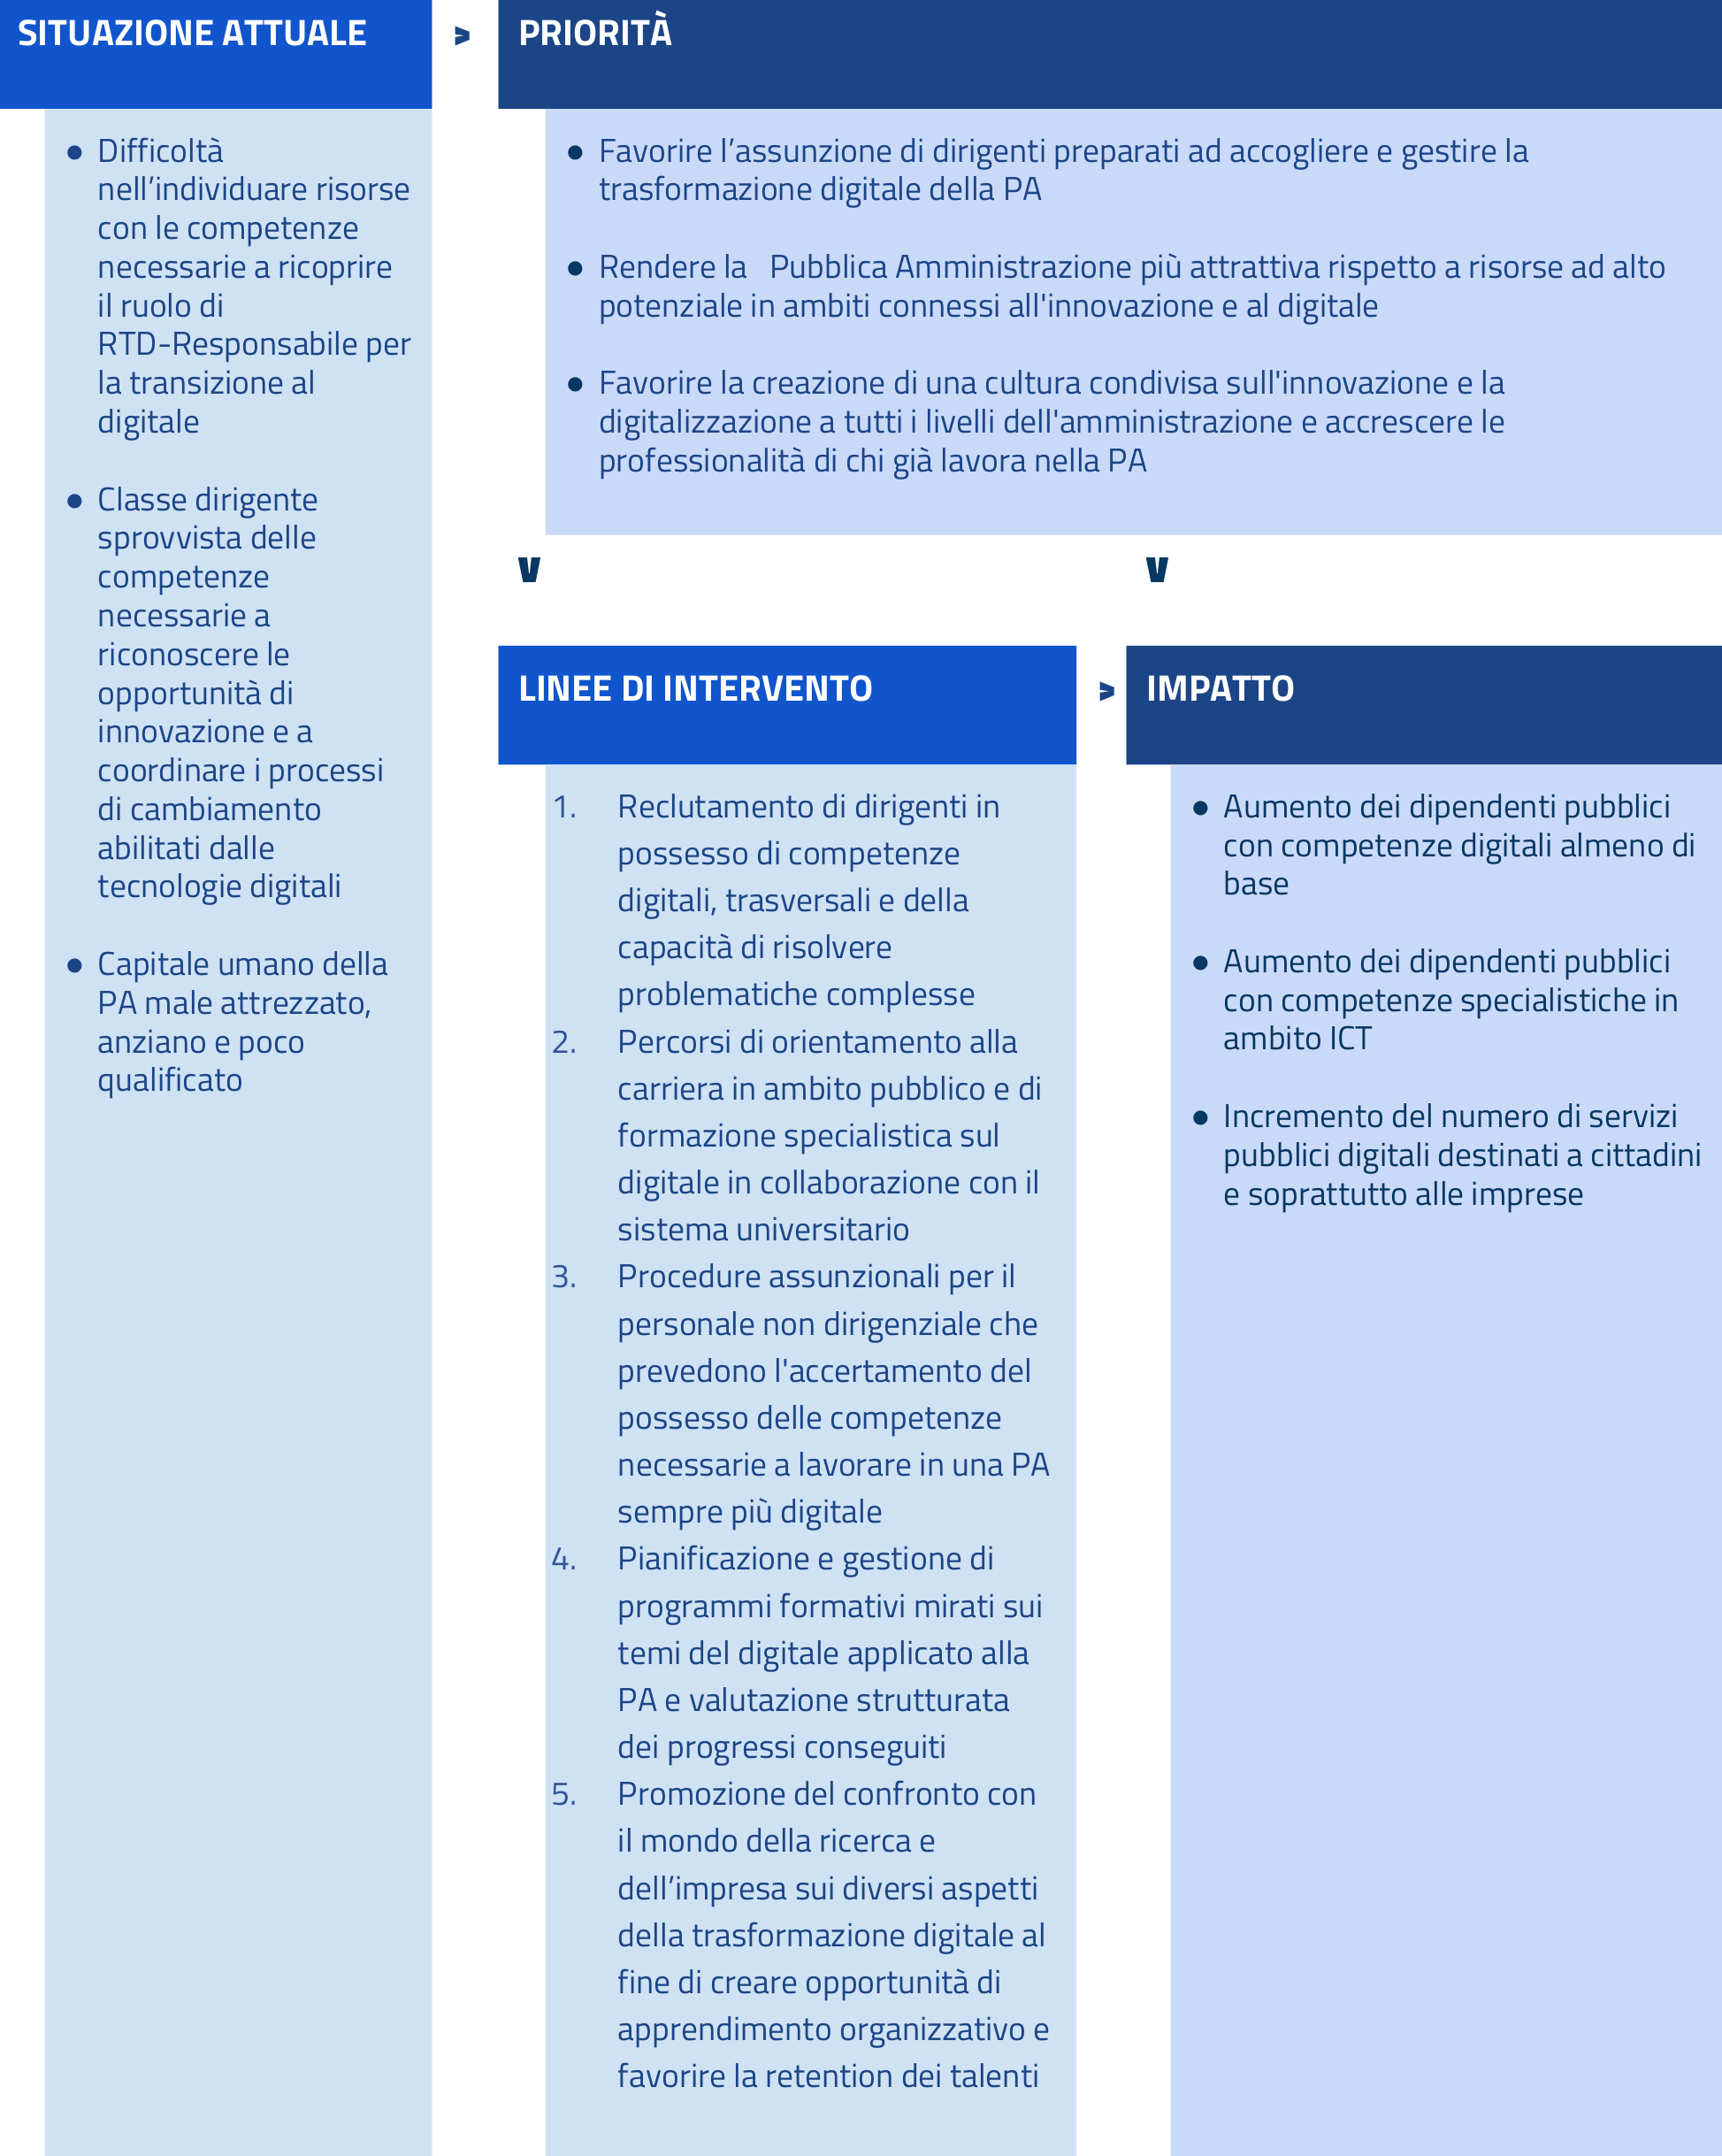 SITUAZIONE ATTUALE
>
PRIORITÀ
● Difficoltà
nell’individuare risorse
con le competenze
necessarie a ricoprire
il ruolo di
RTD-Responsabile per
la transizione al
digitale
● Classe dirigente
sprovvista delle
competenze
necessarie a
riconoscere le
opportunità di
innovazione e a
coordinare i processi
di cambiamento
abilitati dalle
tecnologie digitali
● Capitale umano della
PA male attrezzato,
anziano e poco
qualificato
● Favorire l’assunzione di dirigenti preparati ad accogliere e gestire la
trasformazione digitale della PA
● Rendere la   Pubblica Amministrazione più attrattiva rispetto a risorse ad alto
potenziale in ambiti connessi all'innovazione e al digitale
● Favorire la creazione di una cultura condivisa sull'innovazione e la
digitalizzazione a tutti i livelli dell'amministrazione e accrescere le
professionalità di chi già lavora nella PA
LINEE DI INTERVENTO
>
IMPATTO
1. Reclutamento di dirigenti in
possesso di competenze
digitali, trasversali e della
capacità di risolvere
problematiche complesse
2. Percorsi di orientamento alla
carriera in ambito pubblico e di
formazione specialistica sul
digitale in collaborazione con il
sistema universitario
3. Procedure assunzionali per il
personale non dirigenziale che
prevedono l'accertamento del
possesso delle competenze
necessarie a lavorare in una PA
sempre più digitale
4. Pianificazione e gestione di
programmi formativi mirati sui
temi del digitale applicato alla
PA e valutazione strutturata
dei progressi conseguiti
5. Promozione del confronto con
il mondo della ricerca e
dell’impresa sui diversi aspetti
della trasformazione digitale al
fine di creare opportunità di
apprendimento organizzativo e
favorire la retention dei talenti
● Aumento dei dipendenti pubblici
con competenze digitali almeno di
base
● Aumento dei dipendenti pubblici
con competenze specialistiche in
ambito ICT
● Incremento del numero di servizi
pubblici digitali destinati a cittadini
e soprattutto alle imprese